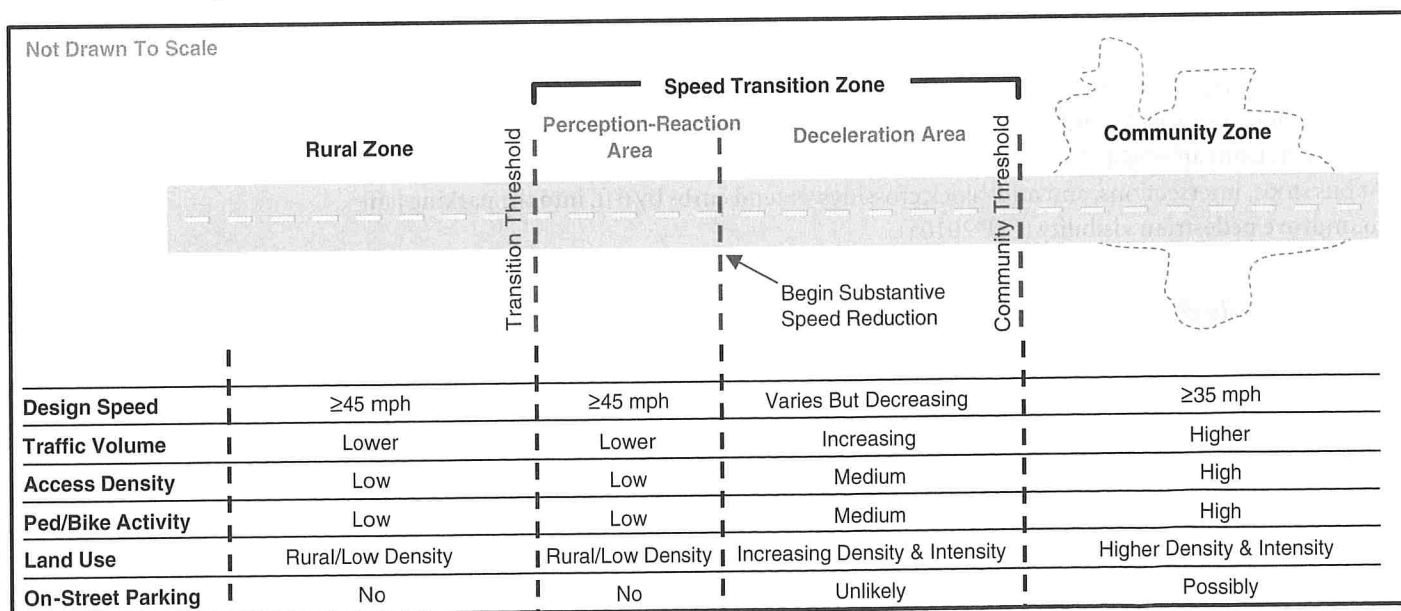 Not Drawn To Scale
Speed Transition Zone
Rural Zone
Transition Threshold
Perception-Reaction
Area
Deceleration Area
Community Threshold
Community Zone
Begin Substantive
Speed Reduction
Design Speed ≥45 mph ≥45 mph Varies But Decreasing ≥35 mph
Traffic Volume Lower Lower Increasing Higher
Access Density Low Low Medium High
Ped/Bike Activity Low Low Medium High
Land Use Rural/Low Density Rural/Low Density Increasing Density & Intensity Higher Density & Intensity
On-Street Parking No No Unlikely Possibly